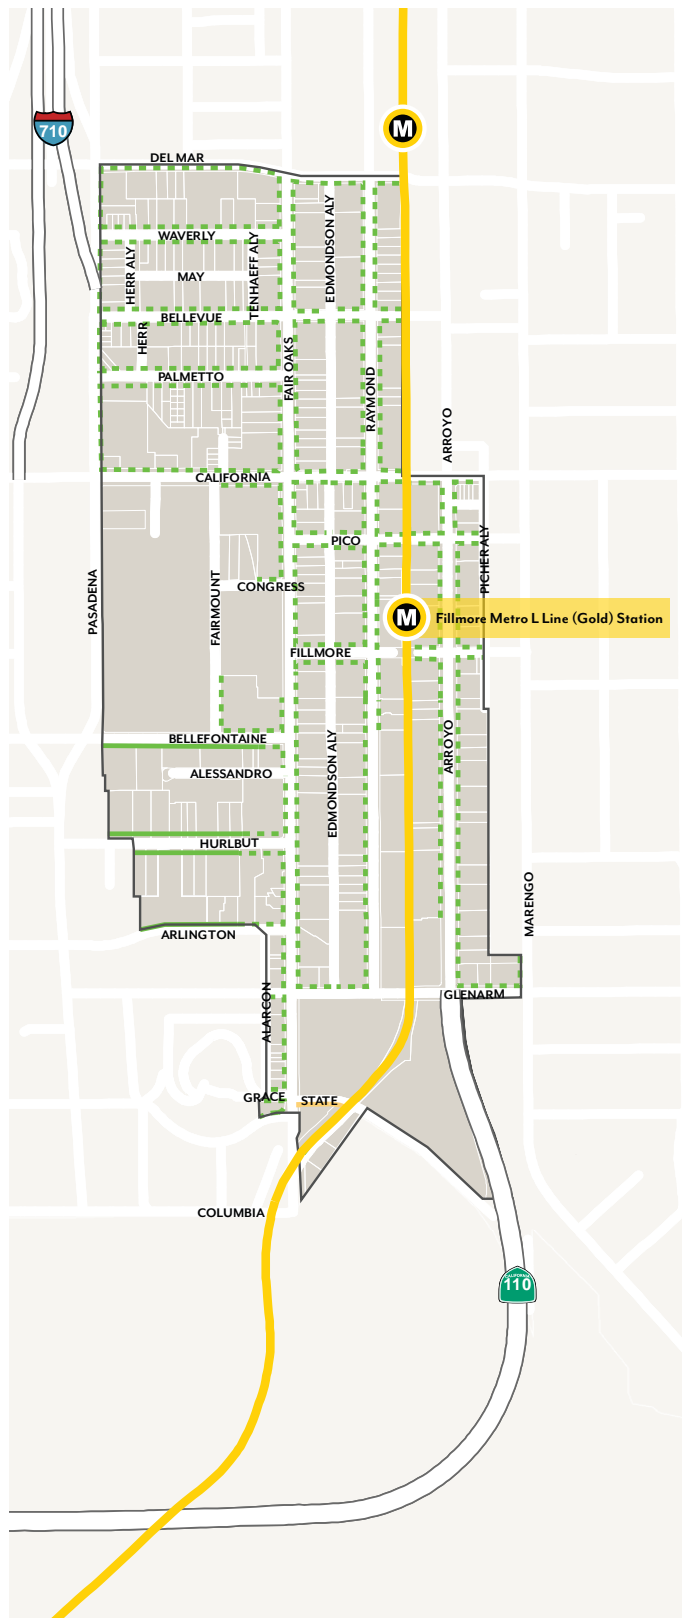 M
710
DEL MAR
WAVERLY
HERR ALY
TENHAEFF ALY
EDMONDSON ALY
MAY
BELLEVUE
HERR
FAIR OAKS
RAYMOND
PALMETTO
ARROYO
CALIFORNIA
PICO
PICHER ALY
PASADENA
FAIRMOUNT
CONGRESS
M
Fillmore Metro L Line (Gold) Station
FILLMORE
BELLEFONTAINE
EDMONDSON ALY
ARROYO
ALESSANDRO
HURLBUT
MARENGO
ARLINGTON
ALARCON
GLENARM
GRACE
STATE
COLUMBIA
CALIFORNIA
110